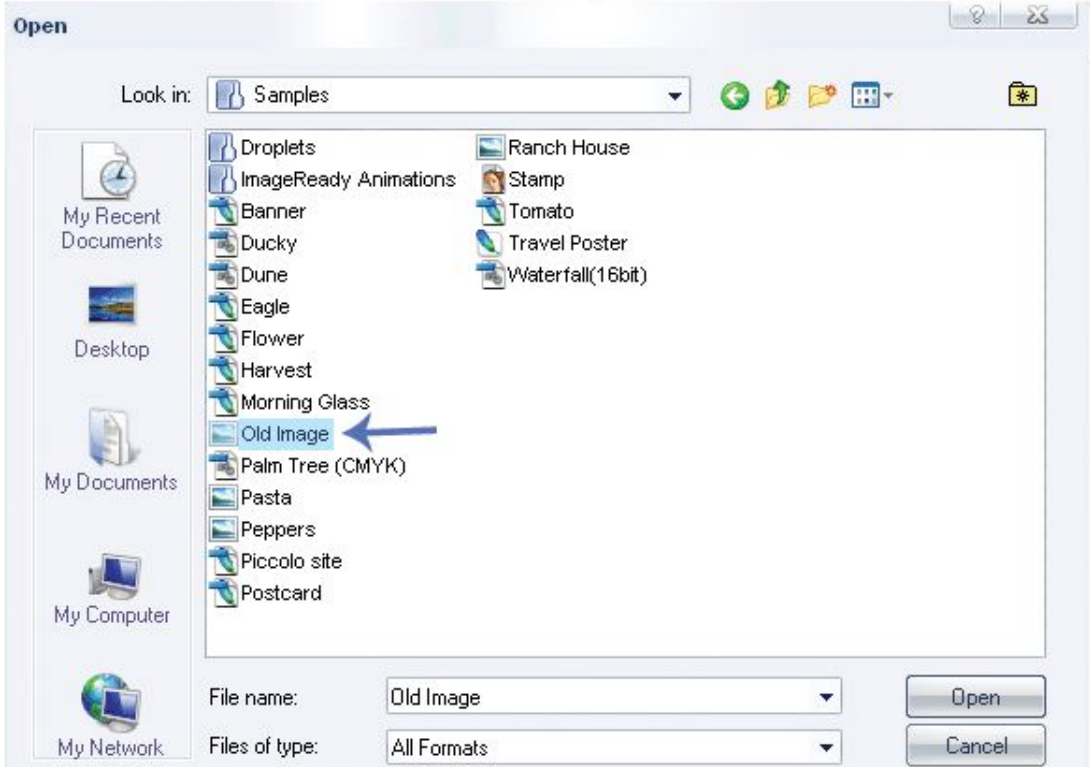 Open
Look in:
Samples
My Recent
Documents
Desktop
My Documents
My Computer
My Network
Droplets
ImageReady Animations
Banner
Ducky
Dune
Eagle
Flower
Harvest
Morning Glass
Old Image
Palm Tree (CMYK)
Pasta
Peppers
Piccolo site
Postcard
Ranch House
Stamp
Tomato
Travel Poster
Waterfall(16bit)
File name:
Old Image
Open
Files of type:
All Formats
Cancel